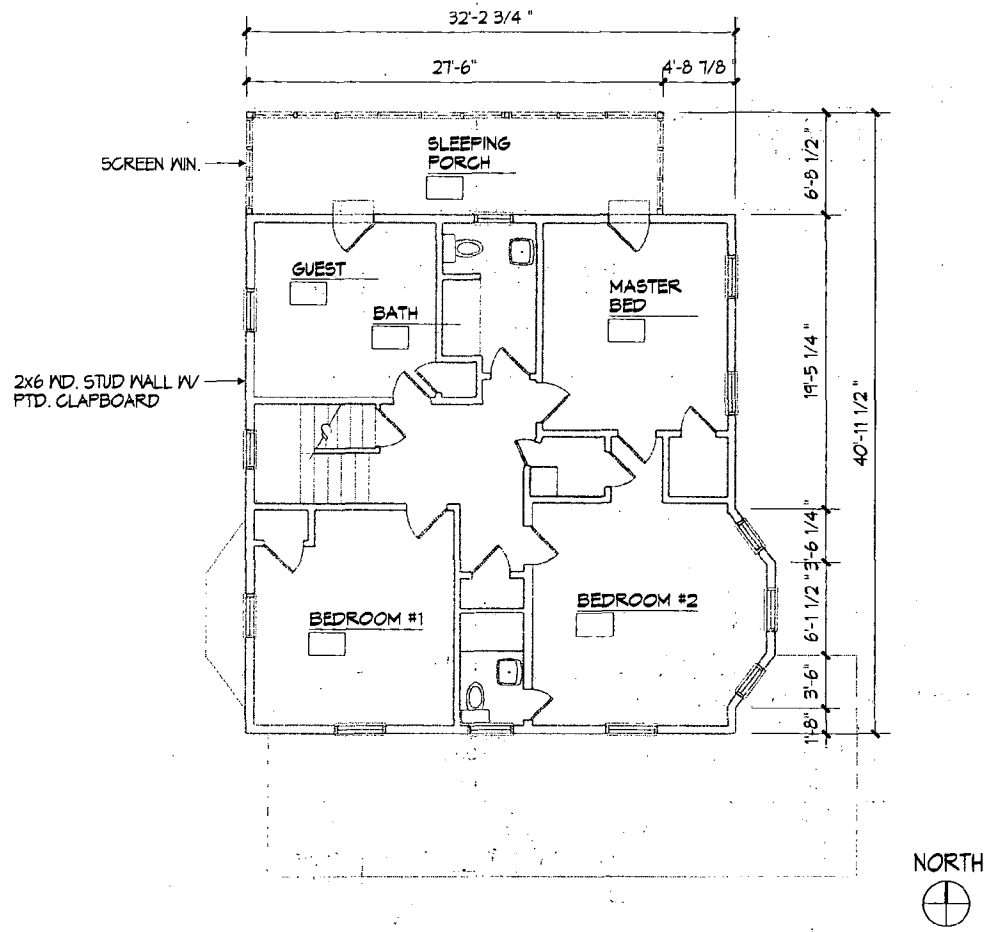 32'-2 3/4"
27'-6"
4'-8 7/8"
SCREEN WIN.
SLEEPING
PORCH
6'-8 1/2"
GUEST
BATH
MASTER
BED
19'-5 1/4"
40'-11 1/2"
2x6 WD. STUD WALL W/
PTD. CLAPBOARD
3'-6 1/4"
6'-1 1/2"
3'-6"
1'-8"
BEDROOM #1
BEDROOM #2
NORTH